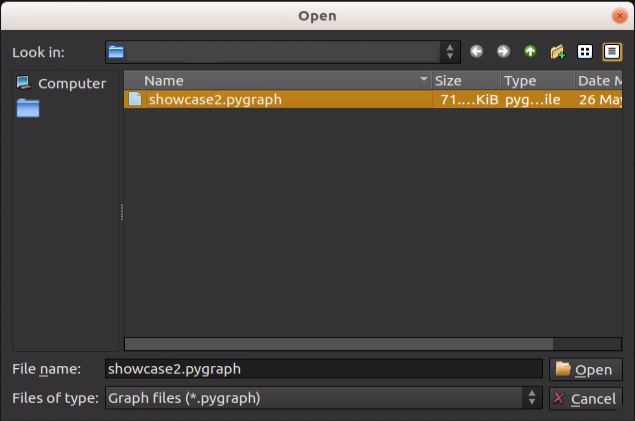 Open
Look in:
Computer
Name Size Type Date M
showcase2.pygraph 71....KiB pyg...ile 26 May
File name: showcase2.pygraph Open
Files of type: Graph files (*.pygraph) Cancel